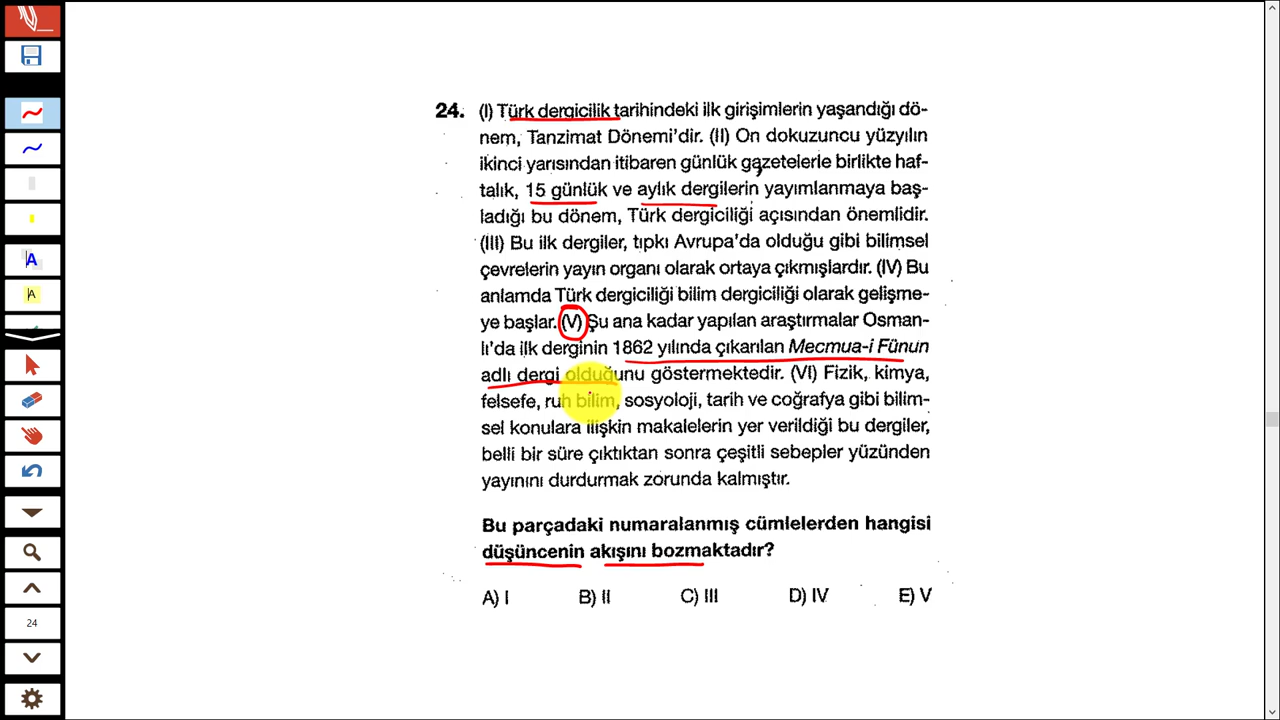 24. (I) Türk dergicilik tarihindeki ilk girişimlerin yaşandığı dö-
nem, Tanzimat Dönemi'dir. (II) On dokuzuncu yüzyılın
ikinci yarısından itibaren günlük gazetelerle birlikte haf-
talık, 15 günlük ve aylık dergilerin yayımlanmaya baş-
ladığı bu dönem, Türk dergiciliği açısından önemlidir.
(III) Bu ilk dergiler, tıpkı Avrupa'da olduğu gibi bilimsel
çevrelerin yayın organı olarak ortaya çıkmışlardır. (IV) Bu
anlamda Türk dergiciliği bilim dergiciliği olarak gelişme-
ye başlar. (V) Şu ana kadar yapılan araştırmalar Osman-
lı'da ilk derginin 1862 yılında çıkarılan Mecmua-i Fünun
adlı dergi olduğunu göstermektedir. (VI) Fizik, kimya,
felsefe, ruh bilim, sosyoloji, tarih ve coğrafya gibi bilim-
sel konulara ilişkin makalelerin yer verildiği bu dergiler,
belli bir süre çıktıktan sonra çeşitli sebepler yüzünden
yayınını durdurmak zorunda kalmıştır.
Bu parçadaki numaralanmış cümlelerden hangisi
düşüncenin akışını bozmaktadır?
A) I B) II C) III D) IV E) V
A
A
24